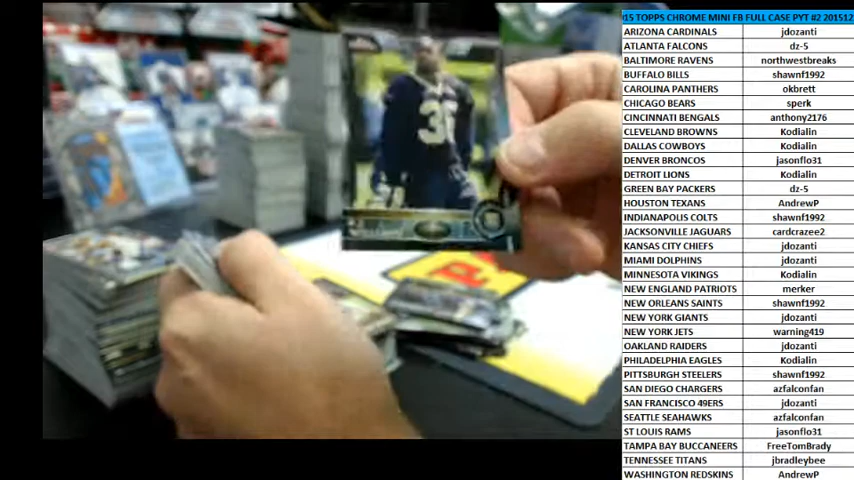 15 TOPPS CHROME MINI FB FULL CASE PYT #2 201512
ARIZONA CARDINALS jdozanti
ATLANTA FALCONS dz-5
BALTIMORE RAVENS northwestbreaks
BUFFALO BILLS shawnf1992
CAROLINA PANTHERS okbrett
CHICAGO BEARS sperk
CINCINNATI BENGALS anthony2176
CLEVELAND BROWNS Kodialin
DALLAS COWBOYS Kodialin
DENVER BRONCOS jasonflo31
DETROIT LIONS Kodialin
GREEN BAY PACKERS dz-5
HOUSTON TEXANS AndrewP
INDIANAPOLIS COLTS shawnf1992
JACKSONVILLE JAGUARS cardcrazee2
KANSAS CITY CHIEFS jdozanti
MIAMI DOLPHINS jdozanti
MINNESOTA VIKINGS Kodialin
NEW ENGLAND PATRIOTS merker
NEW ORLEANS SAINTS shawnf1992
NEW YORK GIANTS jdozanti
NEW YORK JETS warning419
OAKLAND RAIDERS jdozanti
PHILADELPHIA EAGLES Kodialin
PITTSBURGH STEELERS shawnf1992
SAN DIEGO CHARGERS azfalconfan
SAN FRANCISCO 49ERS jdozanti
SEATTLE SEAHAWKS azfalconfan
ST LOUIS RAMS jasonflo31
TAMPA BAY BUCCANEERS FreeTomBrady
TENNESSEE TITANS jbradleybee
WASHINGTON REDSKINS AndrewP
36